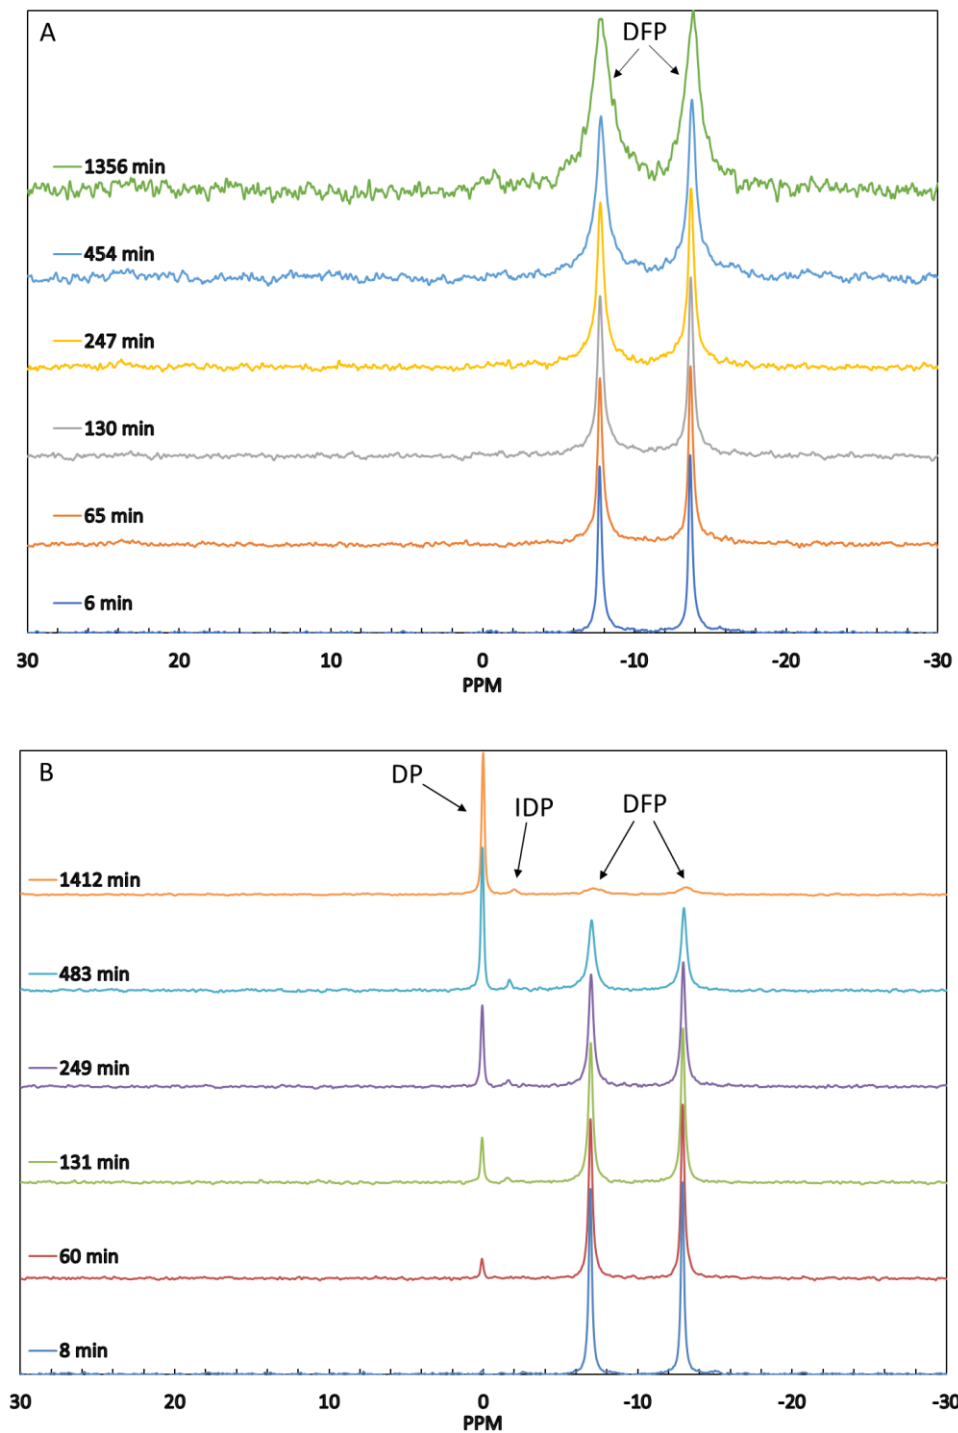 A
DFP
1356 min
454 min
247 min
130 min
65 min
6 min
30 20 10 0 -10 -20 -30
PPM
B
DP
IDP
DFP
1412 min
483 min
249 min
131 min
60 min
8 min
30 20 10 0 -10 -20 -30
PPM